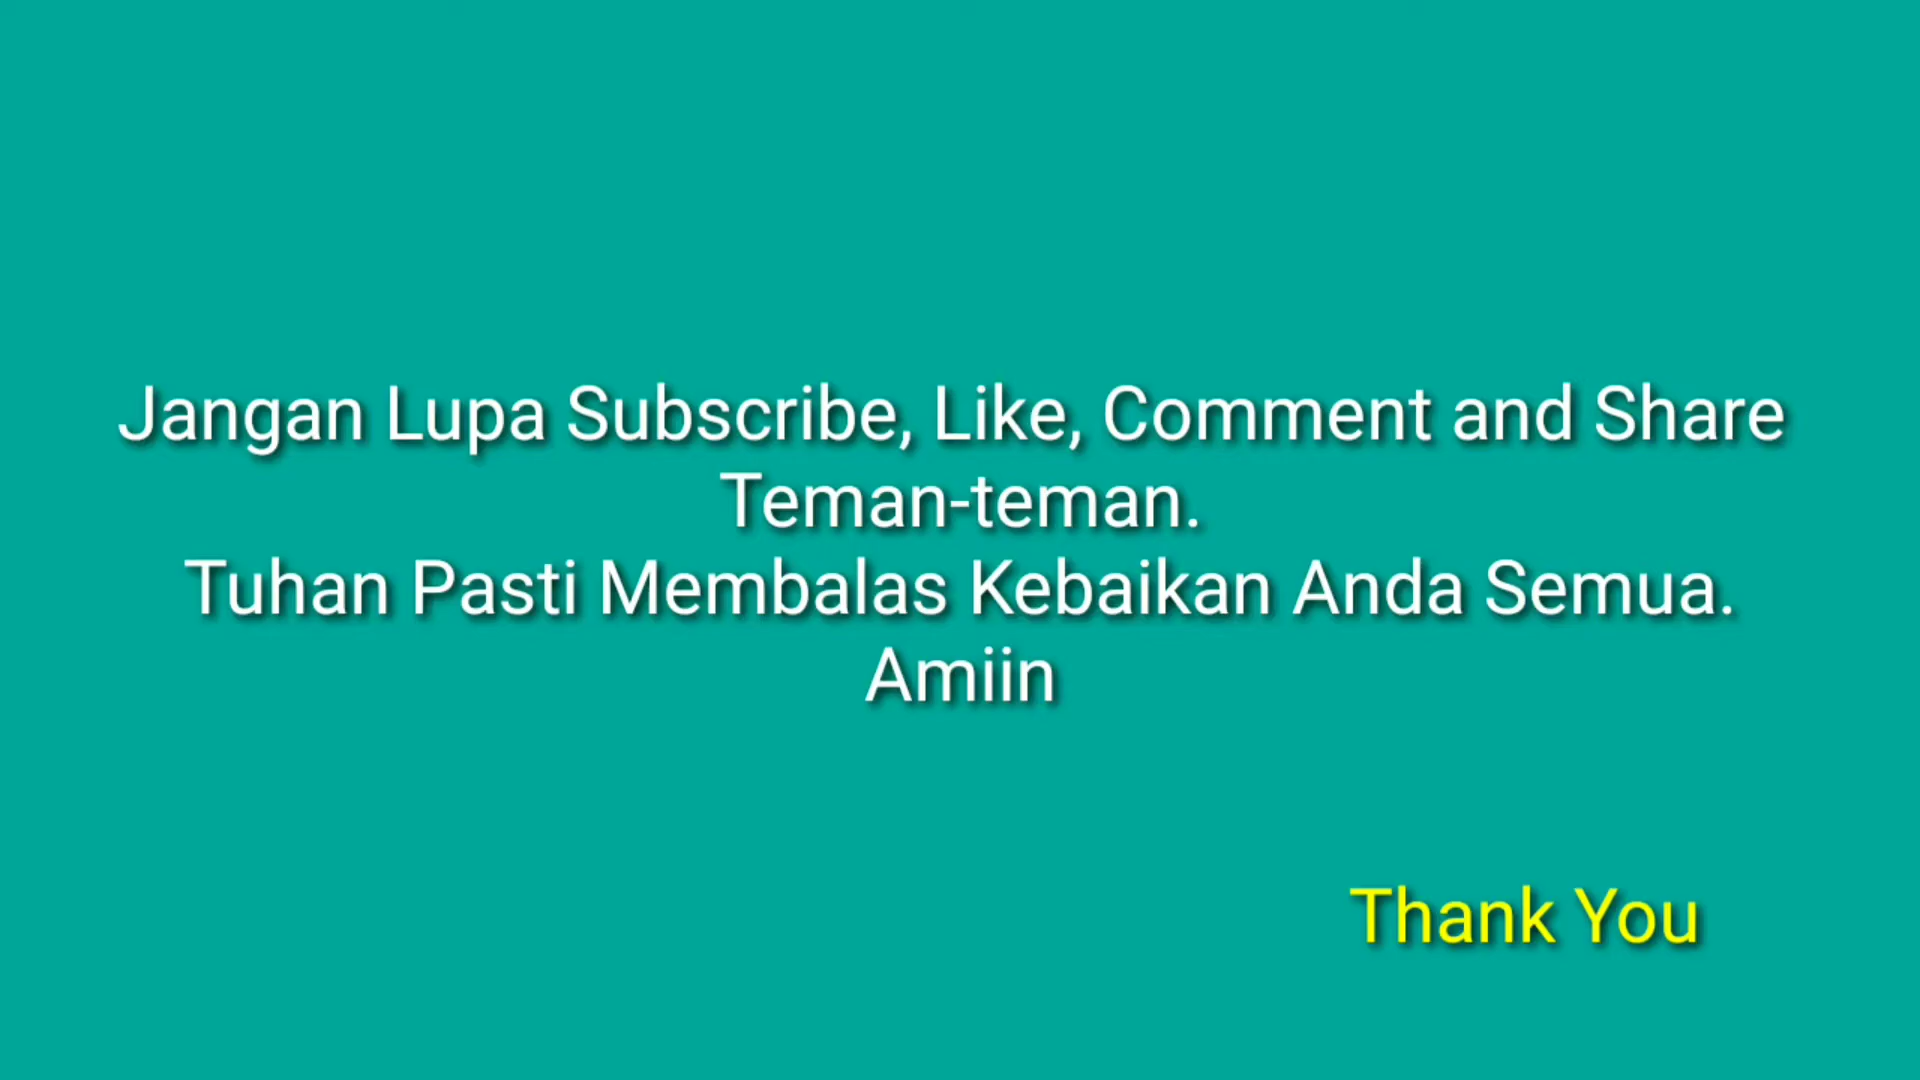 Jangan Lupa Subscribe, Like, Comment and Share
Teman-teman.
Tuhan Pasti Membalas Kebaikan Anda Semua.
Amiin
Thank You